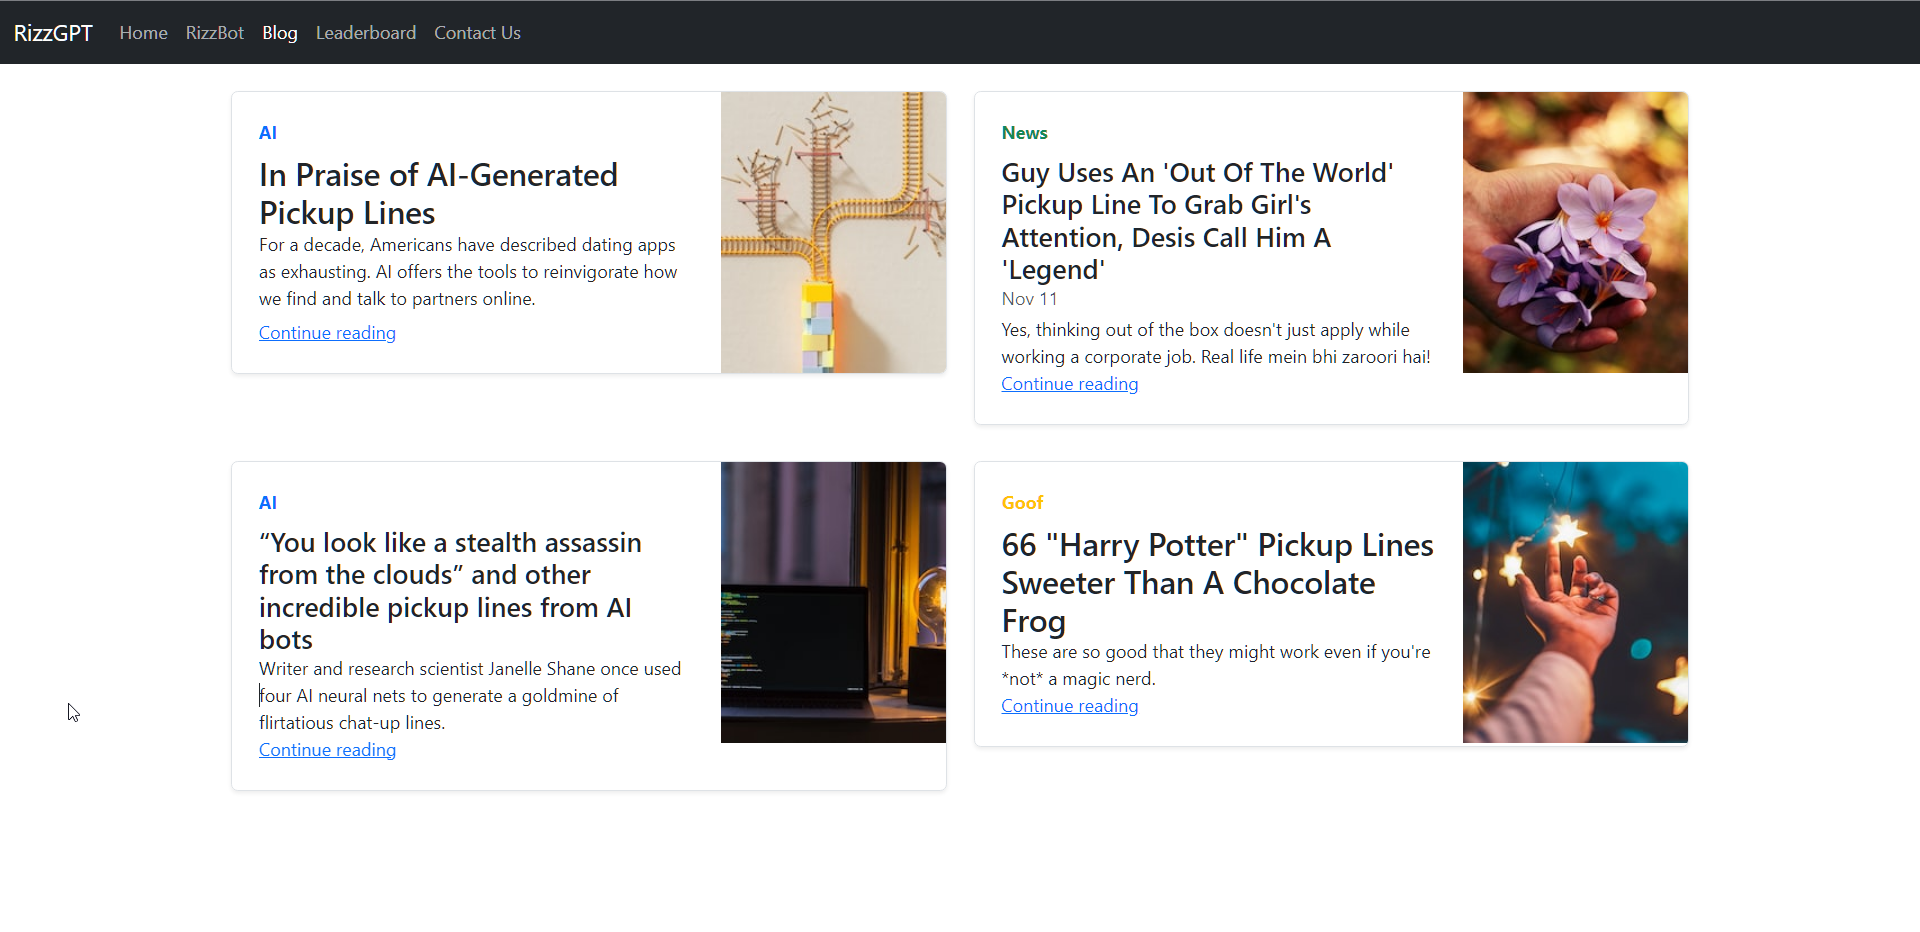 RizzGPT Home RizzBot Blog Leaderboard Contact Us
AI
In Praise of AI-Generated
Pickup Lines
For a decade, Americans have described dating apps
as exhausting. AI offers the tools to reinvigorate how
we find and talk to partners online.
Continue reading
News
Guy Uses An 'Out Of The World'
Pickup Line To Grab Girl's
Attention, Desis Call Him A
'Legend'
Nov 11
Yes, thinking out of the box doesn't just apply while
working a corporate job. Real life mein bhi zaroori hai!
Continue reading
AI
“You look like a stealth assassin
from the clouds” and other
incredible pickup lines from AI
bots
Writer and research scientist Janelle Shane once used
four AI neural nets to generate a goldmine of
flirtatious chat-up lines.
Continue reading
Goof
66 "Harry Potter" Pickup Lines
Sweeter Than A Chocolate
Frog
These are so good that they might work even if you're
*not* a magic nerd.
Continue reading